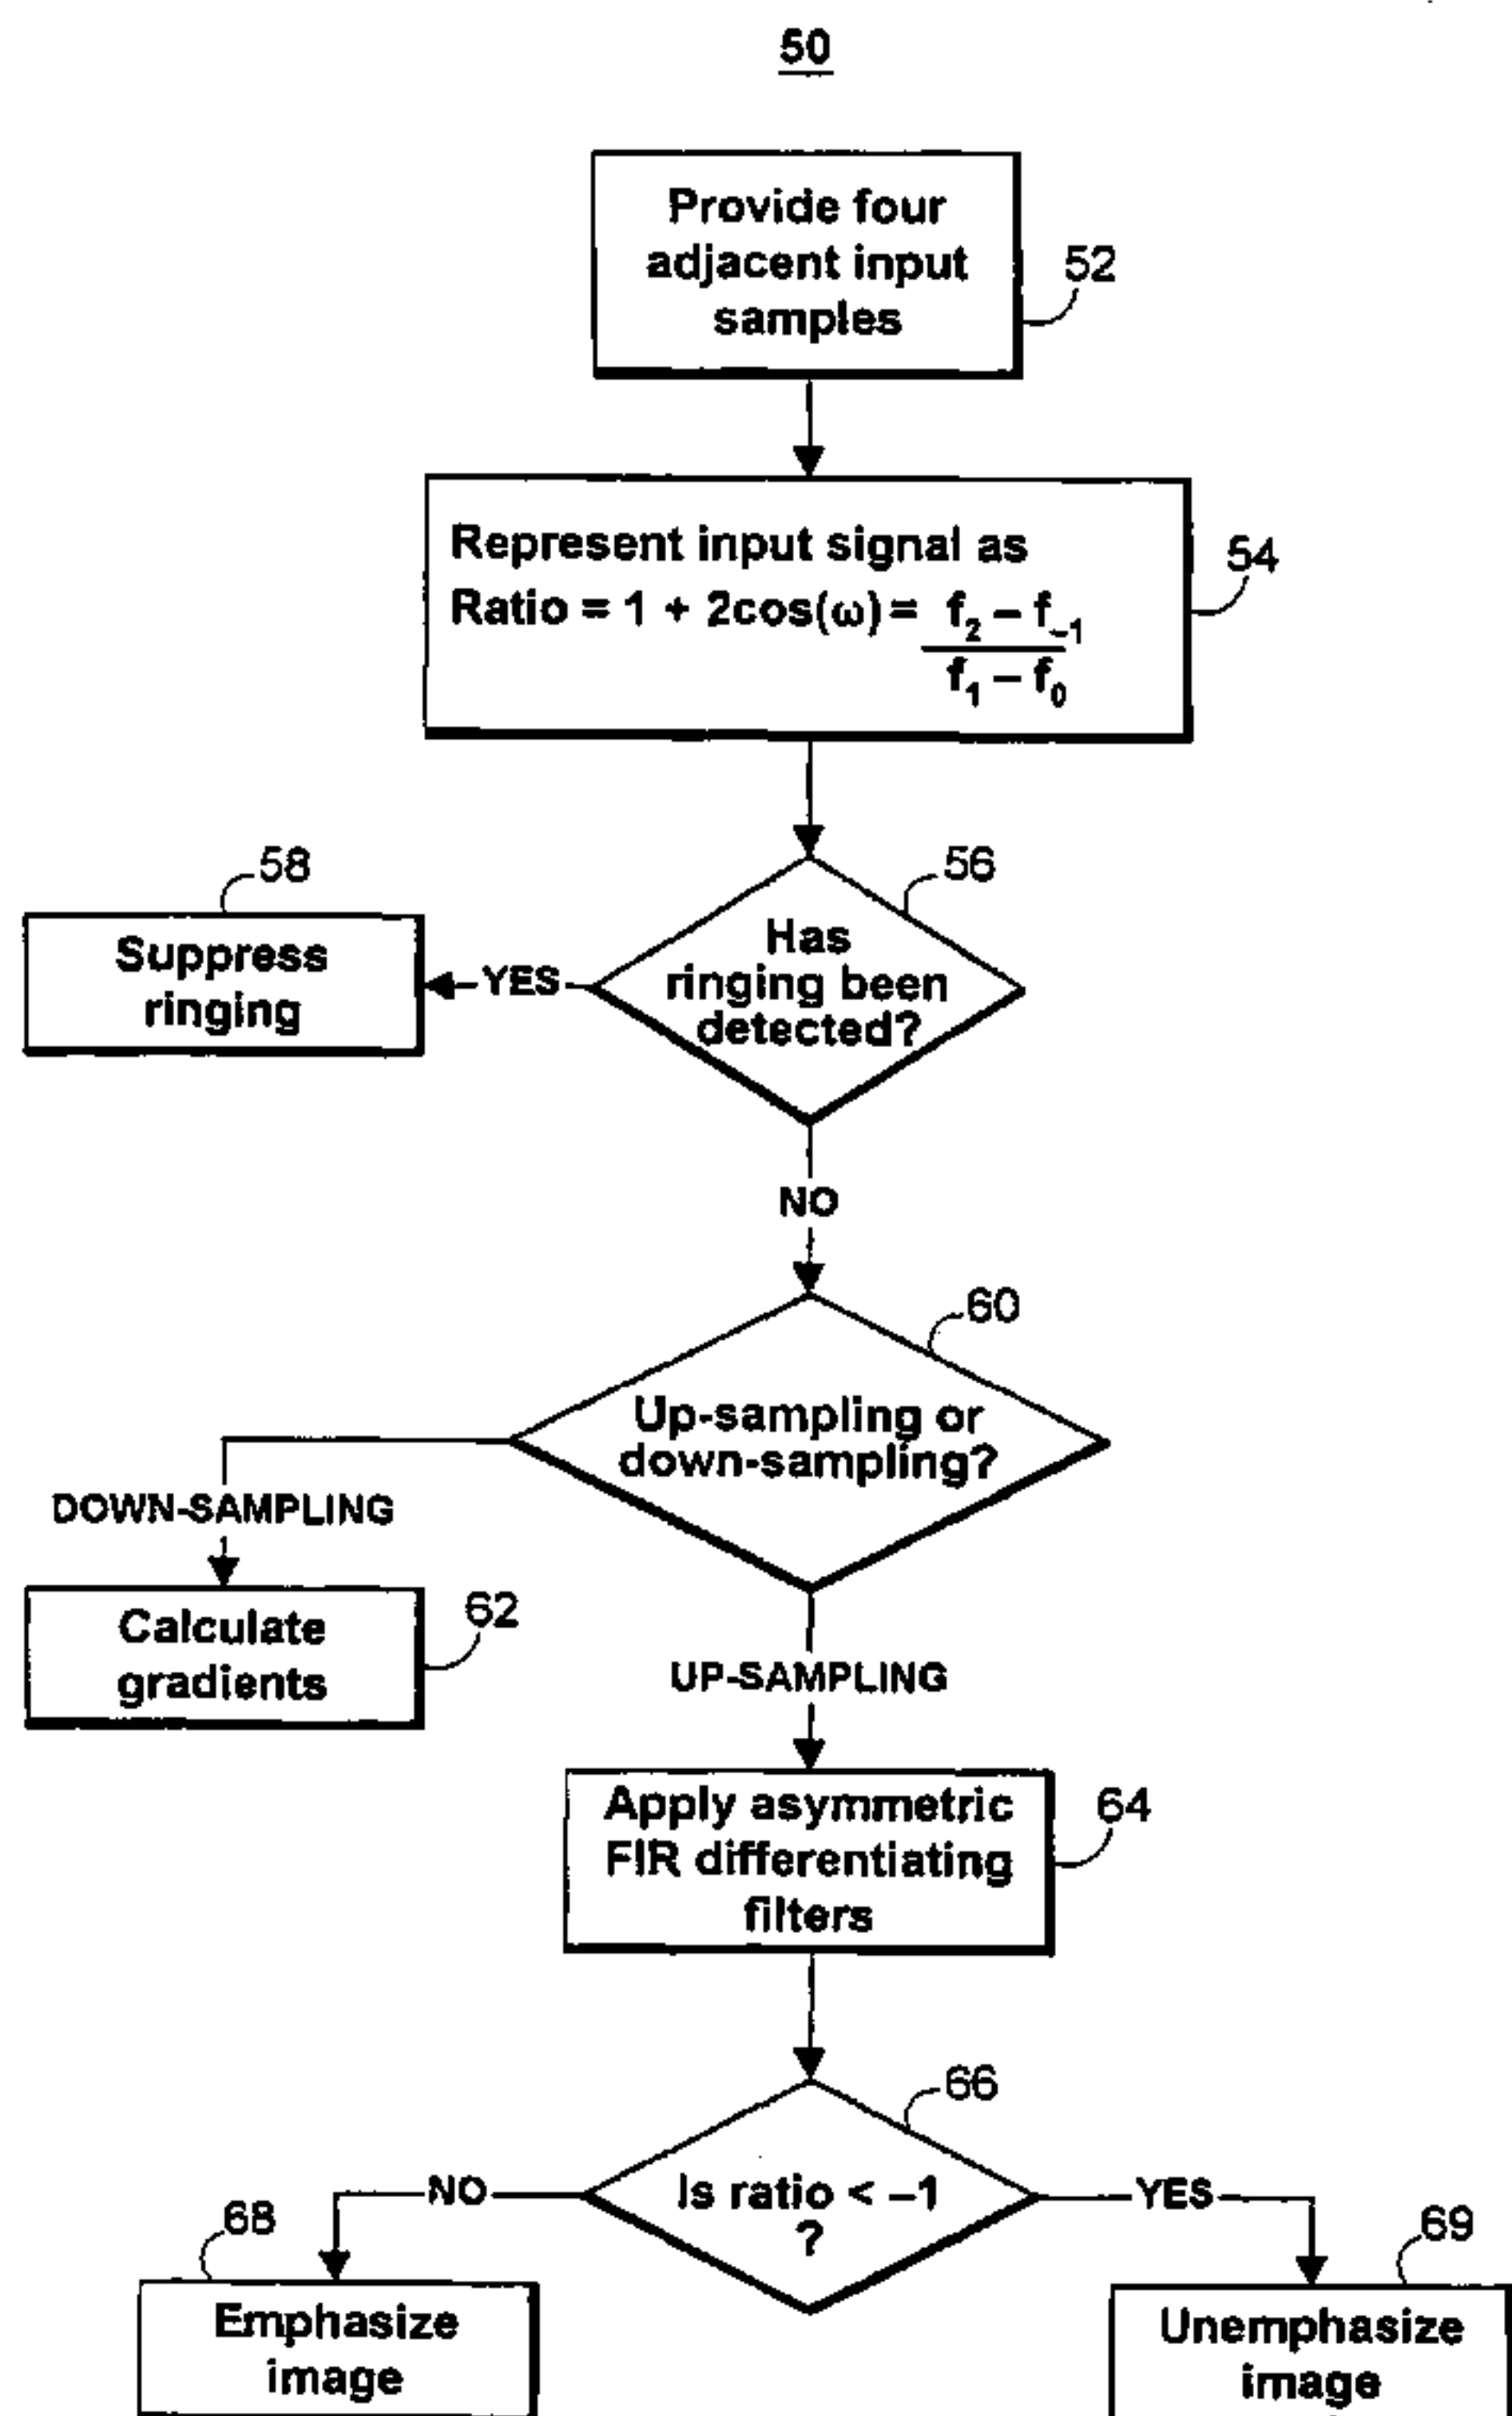 50
Provide four
adjacent input
samples
52
Represent input signal as
Ratio = 1 + 2cos(ω) = f₂ – f₋₁
f₁ – f₀
54
58
Suppress
ringing
YES
56
Has
ringing been
detected?
NO
60
Up-sampling or
down-sampling?
DOWN-SAMPLING
Calculate
gradients
62
UP-SAMPLING
Apply asymmetric
FIR differentiating
filters
64
66
Is ratio < –1
?
NO
YES
68
Emphasize
image
69
Unemphasize
image